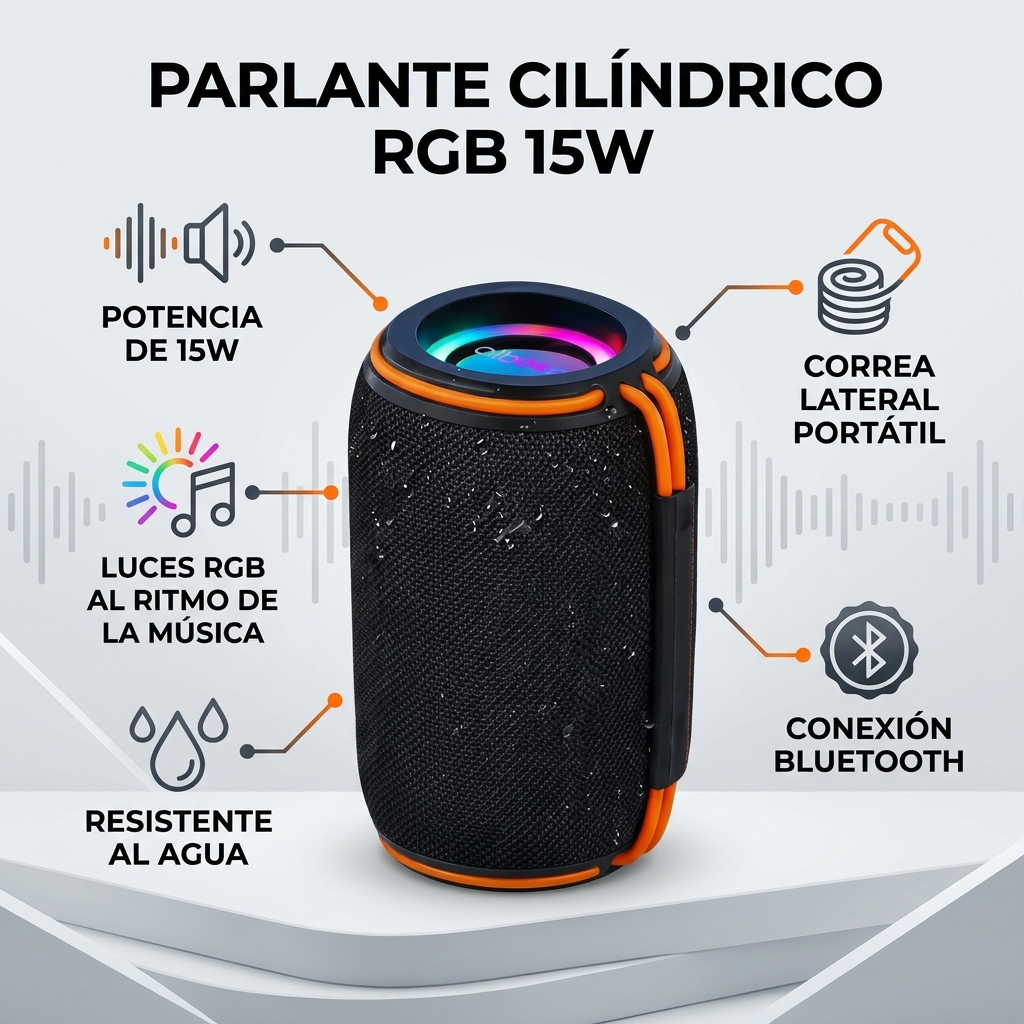 PARLANTE CILÍNDRICO
RGB 15W
POTENCIA
DE 15W
CORREA
LATERAL
PORTÁTIL
LUCES RGB
AL RITMO DE
LA MÚSICA
CONEXIÓN
BLUETOOTH
RESISTENTE
AL AGUA